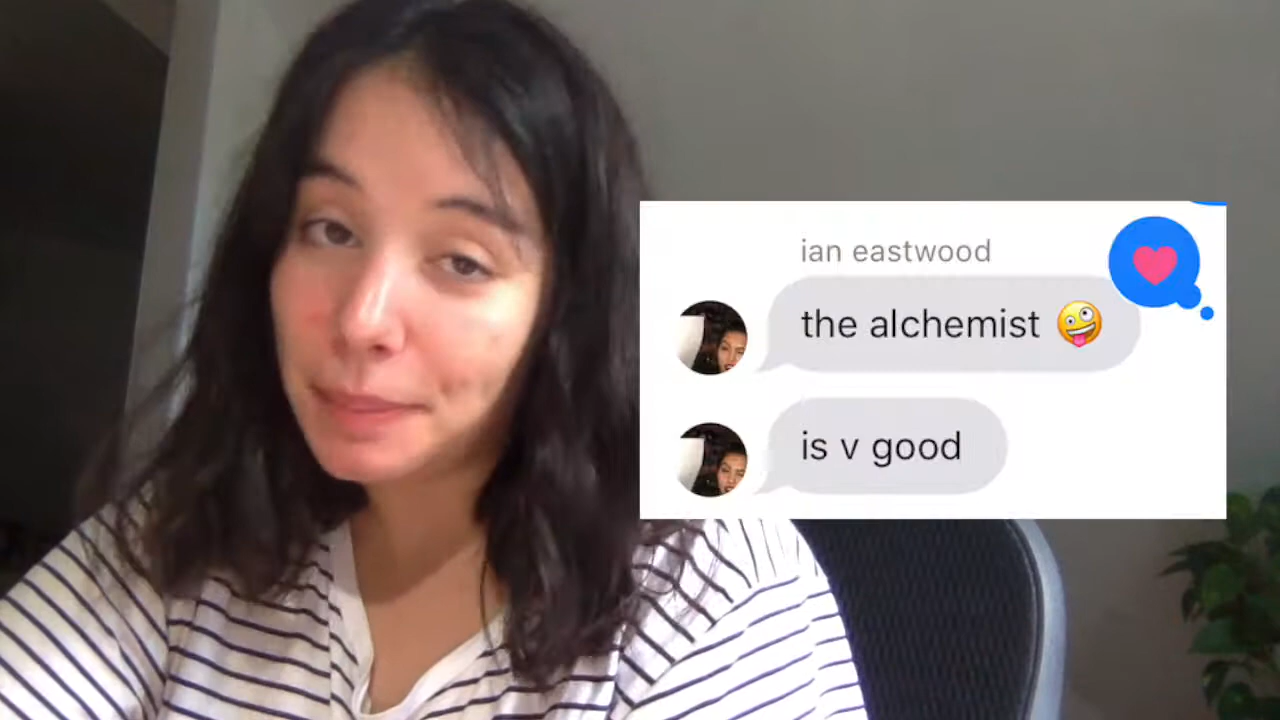 ian eastwood
the alchemist 🤪
is v good